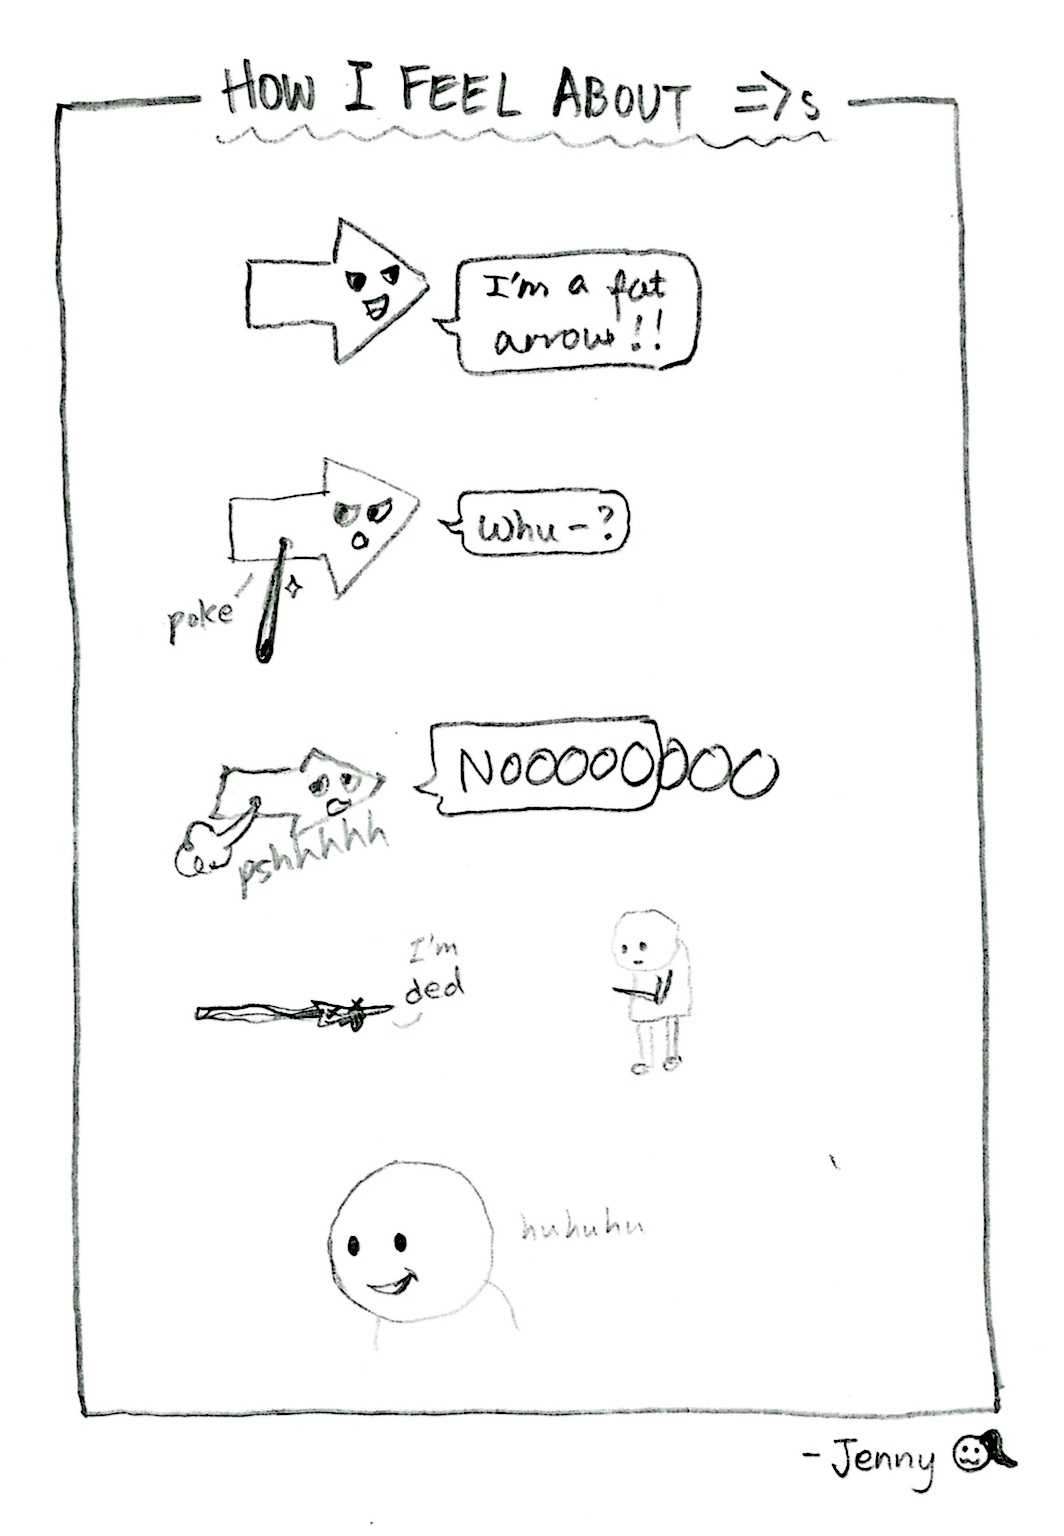 HOW I FEEL ABOUT =>s
I'm a fat
arrow!!
Whu-?
poke
NOOOOOOOO
pshhhhh
I'm
ded
huhuhu
- Jenny